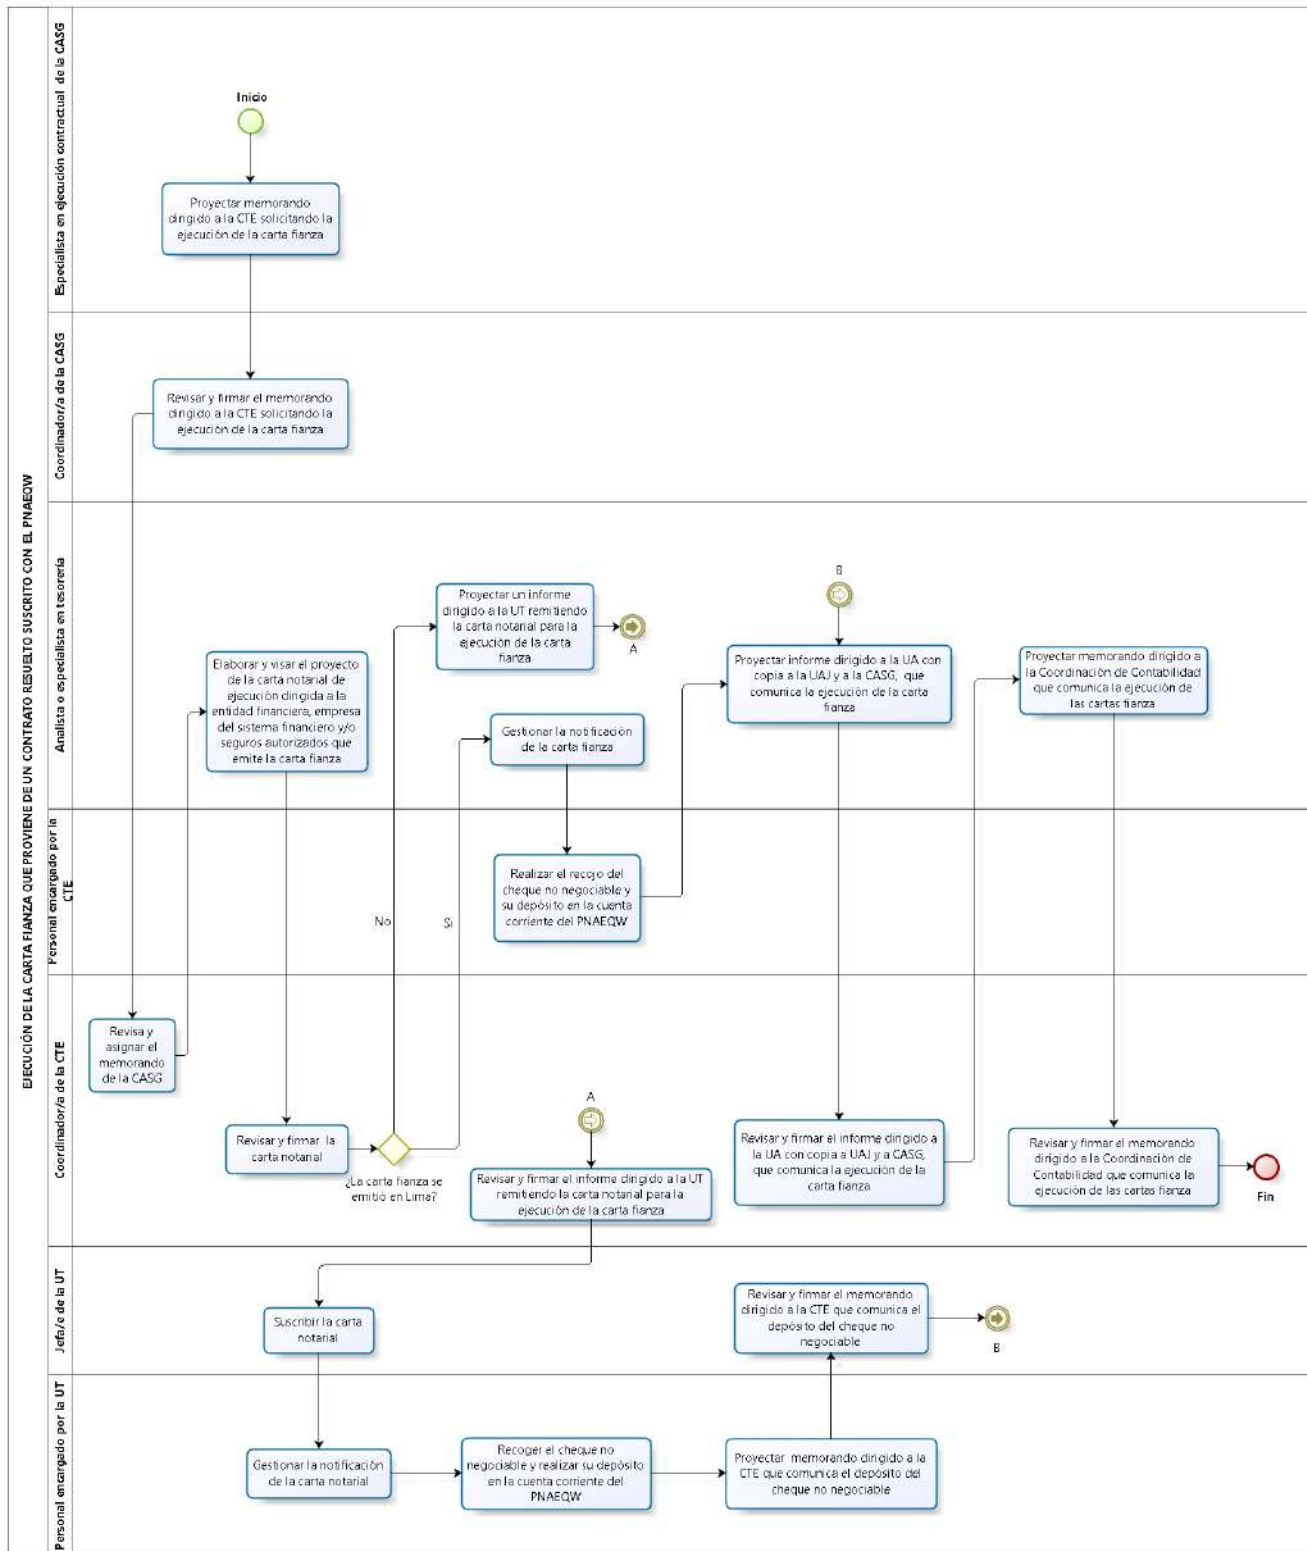 EJECUCIÓN DE LA CARTA FIANZA QUE PROVIENE DE UN CONTRATO RESUELTO SUSCRITO CON EL PNAEQW
Especialista en ejecución contractual de la CASG
Inicio
Proyectar memorando
dirigido a la CTE solicitando la
ejecución de la carta fianza
Coordinador/a de la CASG
Revisar y firmar el memorando
dirigido a la CTE solicitando la
ejecución de la carta fianza
Analista o especialista en tesorería
Elaborar y visar el proyecto
de la carta notarial de
ejecución dirigida a la
entidad financiera, empresa
del sistema financiero y/o
seguros autorizados que
emite la carta fianza
Proyectar un informe
dirigido a la UT remitiendo
la carta notarial para la
ejecución de la carta
fianza
A
Gestionar la notificación
de la carta fianza
B
Proyectar informe dirigido a la UA con
copia a la UAJ y a la CASG, que
comunica la ejecución de la carta
fianza
Proyectar memorando dirigido a
la Coordinación de Contabilidad
que comunica la ejecución de
las cartas fianza
Personal encargado por la
CTE
Realizar el recojo del
cheque no negociable y
su depósito en la cuenta
corriente del PNAEQW
No
Si
Coordinador/a de la CTE
Revisa y
asignar el
memorando
de la CASG
Revisar y firmar la
carta notarial
¿La carta fianza se
emitió en Lima?
A
Revisar y firmar el informe dirigido a la UT
remitiendo la carta notarial para la
ejecución de la carta fianza
Revisar y firmar el informe dirigido a
la UA con copia a UAJ y a CASG,
que comunica la ejecución de la
carta fianza
Revisar y firmar el memorando
dirigido a la Coordinación de
Contabilidad que comunica la
ejecución de las cartas fianza
Fin
Jefa/e de la UT
Suscribir la carta
notarial
Revisar y firmar el memorando
dirigido a la CTE que comunica el
depósito del cheque no
negociable
B
Personal encargado por la UT
Gestionar la notificación
de la carta notarial
Recoger el cheque no
negociable y realizar su depósito
en la cuenta corriente del
PNAEQW
Proyectar memorando dirigido a la
CTE que comunica el depósito del
cheque no negociable